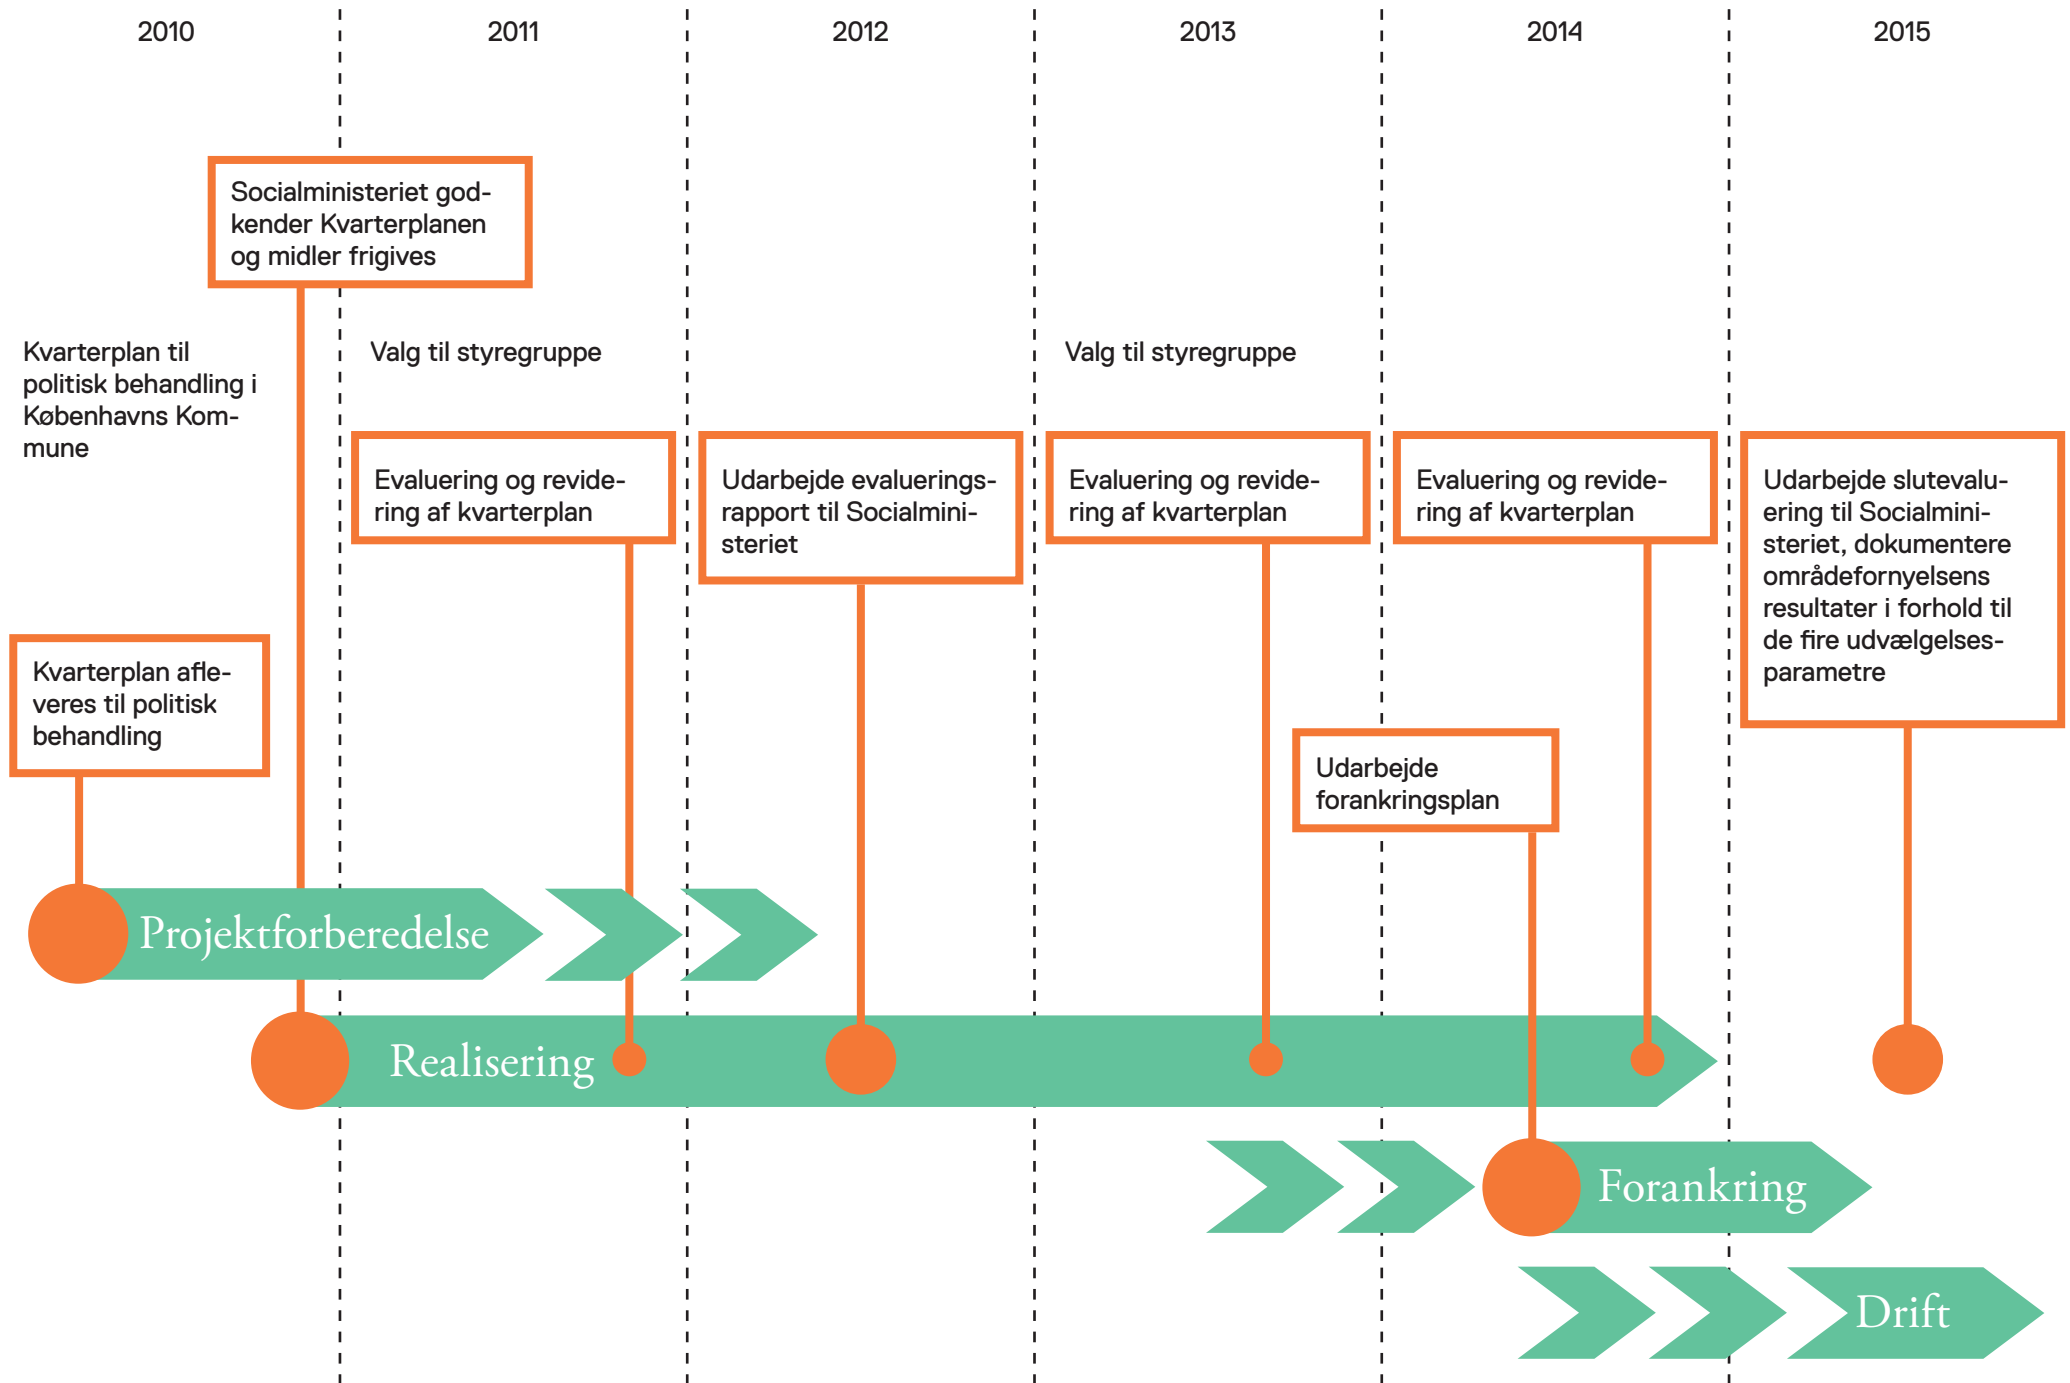 2010
2011
2012
2013
2014
2015
Socialministeriet god-
kender Kvarterplanen
og midler frigives
Kvarterplan til
politisk behandling i
Københavns Kom-
mune
Valg til styregruppe
Valg til styregruppe
Evaluering og revide-
ring af kvarterplan
Udarbejde evaluerings-
rapport til Socialmini-
steriet
Evaluering og revide-
ring af kvarterplan
Evaluering og revide-
ring af kvarterplan
Udarbejde slutevalu-
ering til Socialmini-
steriet, dokumentere
områdefornyelsens
resultater i forhold til
de fire udvælgelses-
parametre
Kvarterplan afle-
veres til politisk
behandling
Udarbejde
forankringsplan
Projektforberedelse
Realisering
Forankring
Drift